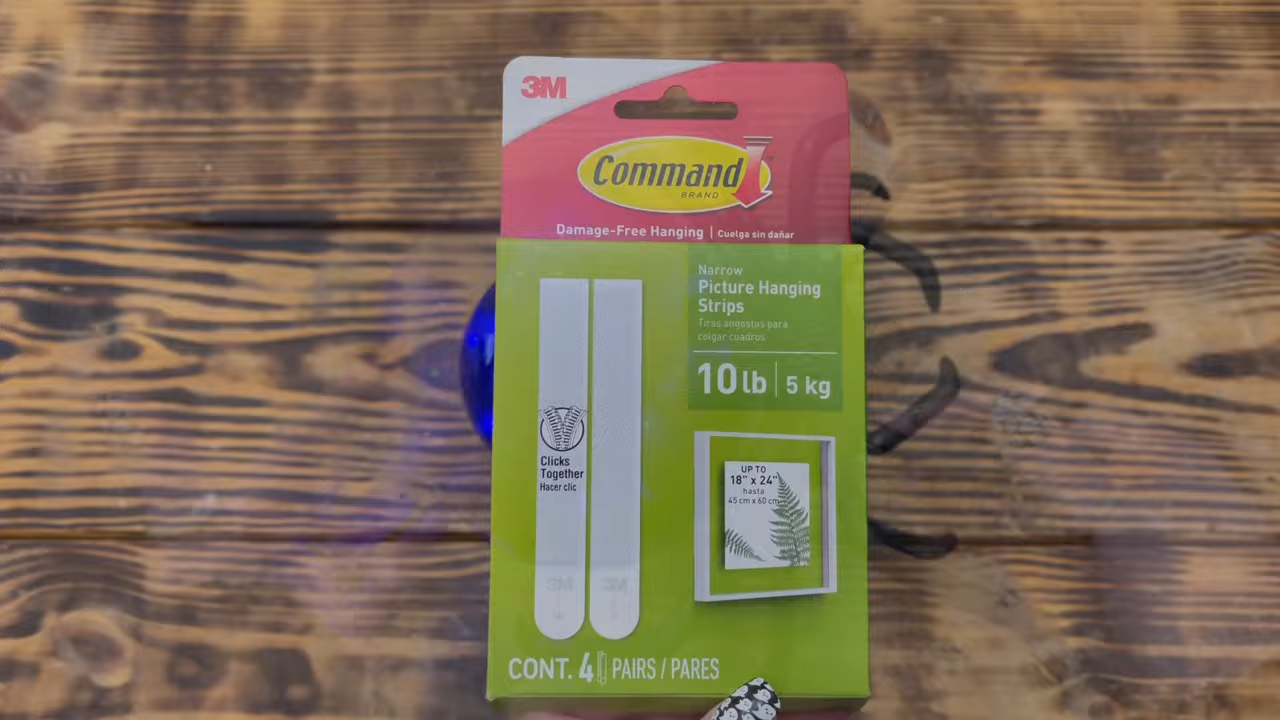 3M
Command
BRAND
Damage-Free Hanging | Cuelga sin dañar
Narrow
Picture Hanging
Strips
Tiras angostas para
colgar cuadros
10 lb | 5 kg
Clicks
Together
Hacer clic
UP TO
18" x 24"
hasta
45 cm x 60 cm
3M 3M
CONT. 4 PAIRS / PARES